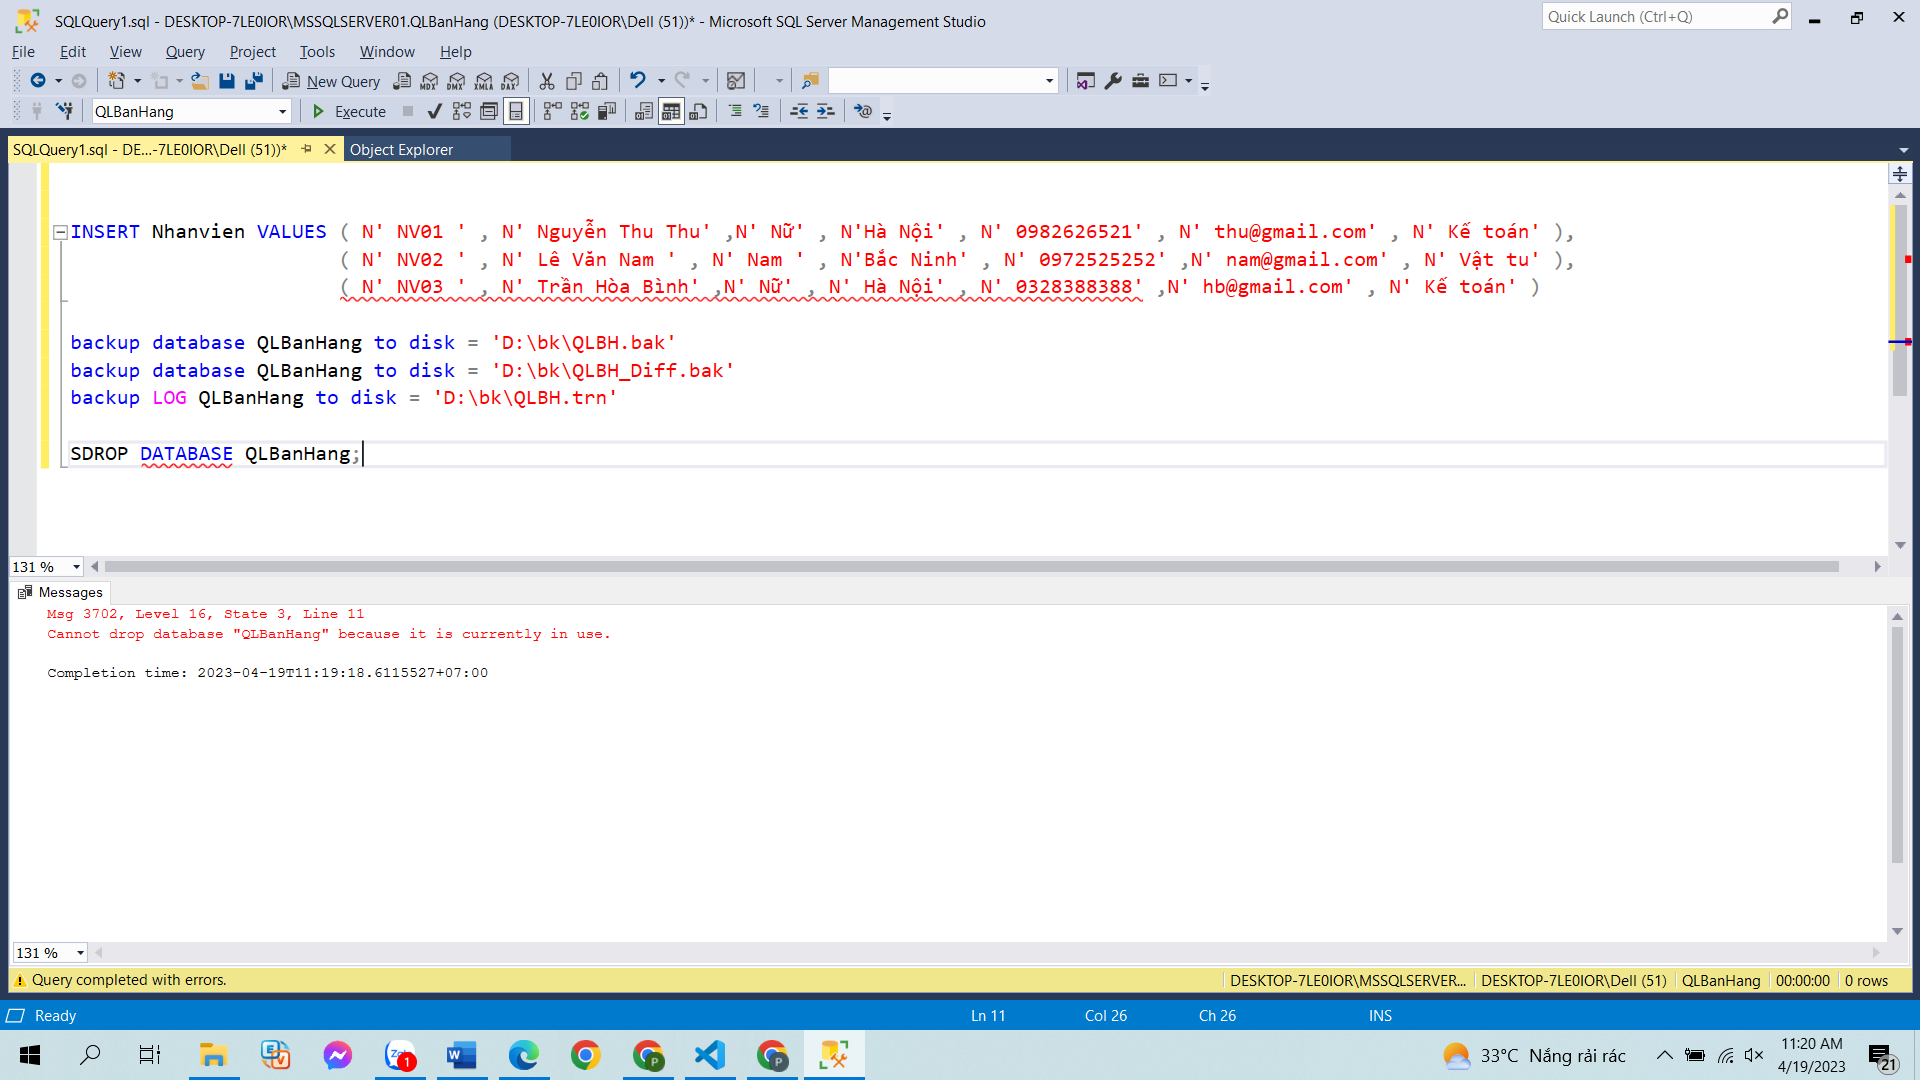 SQLQuery1.sql - DESKTOP-7LE0IOR\MSSQLSERVER01.QLBanHang (DESKTOP-7LE0IOR\Dell (51))* - Microsoft SQL Server Management Studio
Quick Launch (Ctrl+Q)
File Edit View Query Project Tools Window Help
New Query MDX DMX XMLA DAX
QLBanHang Execute
SQLQuery1.sql - DE...-7LE0IOR\Dell (51))* Object Explorer
INSERT Nhanvien VALUES ( N' NV01 ' , N' Nguyễn Thu Thu' ,N' Nữ' , N'Hà Nội' , N' 0982626521' , N' thu@gmail.com' , N' Kế toán' ),
( N' NV02 ' , N' Lê Văn Nam ' , N' Nam ' , N'Bắc Ninh' , N' 0972525252' ,N' nam@gmail.com' , N' Vật tu' ),
( N' NV03 ' , N' Trần Hòa Bình' ,N' Nữ' , N' Hà Nội' , N' 0328388388' ,N' hb@gmail.com' , N' Kế toán' )
backup database QLBanHang to disk = 'D:\bk\QLBH.bak'
backup database QLBanHang to disk = 'D:\bk\QLBH_Diff.bak'
backup LOG QLBanHang to disk = 'D:\bk\QLBH.trn'
SDROP DATABASE QLBanHang;
131 %
Messages
Msg 3702, Level 16, State 3, Line 11
Cannot drop database "QLBanHang" because it is currently in use.
Completion time: 2023-04-19T11:19:18.6115527+07:00
131 %
Query completed with errors. DESKTOP-7LE0IOR\MSSQLSERVER... DESKTOP-7LE0IOR\Dell (51) QLBanHang 00:00:00 0 rows
Ready Ln 11 Col 26 Ch 26 INS
33°C Nắng rải rác
11:20 AM
4/19/2023
21